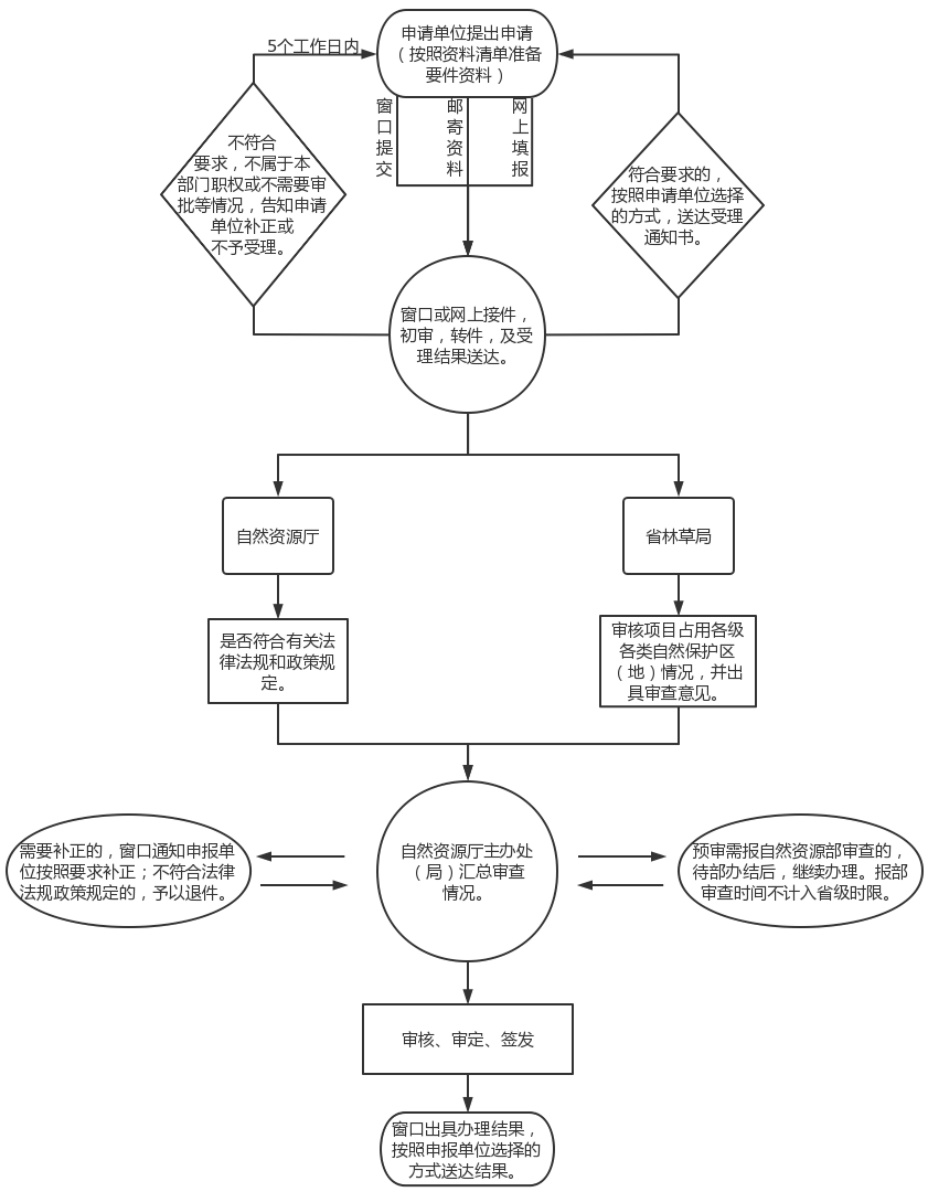 申请单位提出申请
（按照资料清单准备
要件资料）
5个工作日内
窗口提交
邮寄资料
网上填报
不符合
要求，不属于本
部门职权或不需要审
批等情况，告知申请
单位补正或
不予受理。
符合要求的，
按照申请单位选择
的方式，送达受理
通知书。
窗口或网上接件，
初审，转件，及受
理结果送达。
自然资源厅
省林草局
是否符合有关法
律法规和政策规
定。
审核项目占用各级
各类自然保护区
（地）情况，并出
具审查意见。
需要补正的，窗口通知申报单
位按照要求补正；不符合法律
法规政策规定的，予以退件。
自然资源厅主办处
（局）汇总审查
情况。
预审需报自然资源部审查的，
待部办结后，继续办理。报部
审查时间不计入省级时限。
审核、审定、签发
窗口出具办理结果，
按照申报单位选择的
方式送达结果。